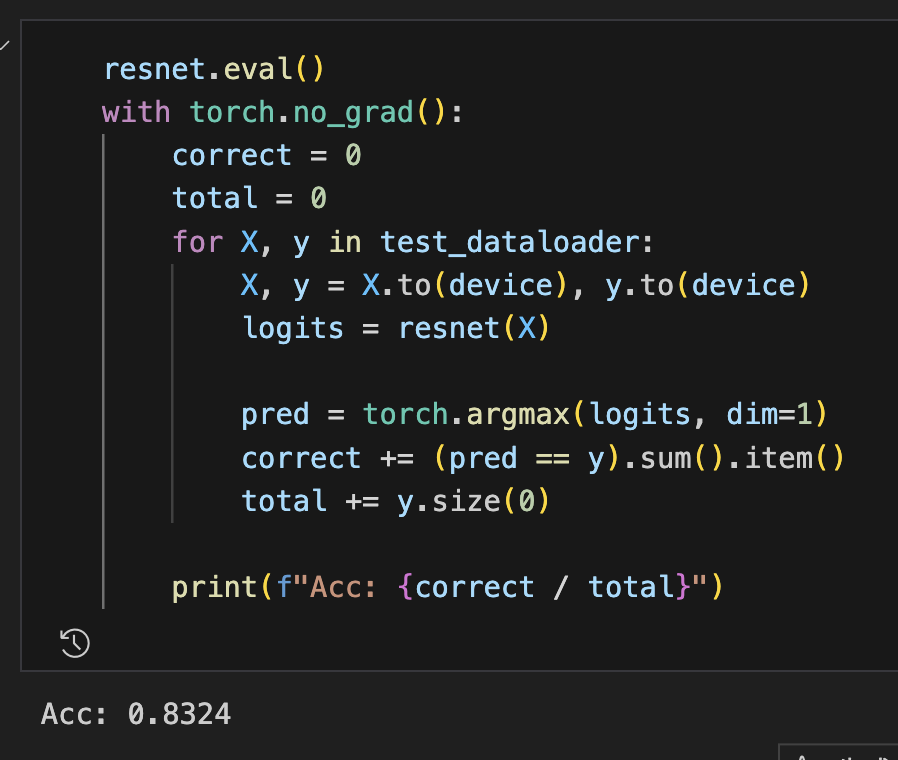 resnet.eval()
with torch.no_grad():
    correct = 0
    total = 0
    for X, y in test_dataloader:
        X, y = X.to(device), y.to(device)
        logits = resnet(X)

        pred = torch.argmax(logits, dim=1)
        correct += (pred == y).sum().item()
        total += y.size(0)

    print(f"Acc: {correct / total}")
Acc: 0.8324